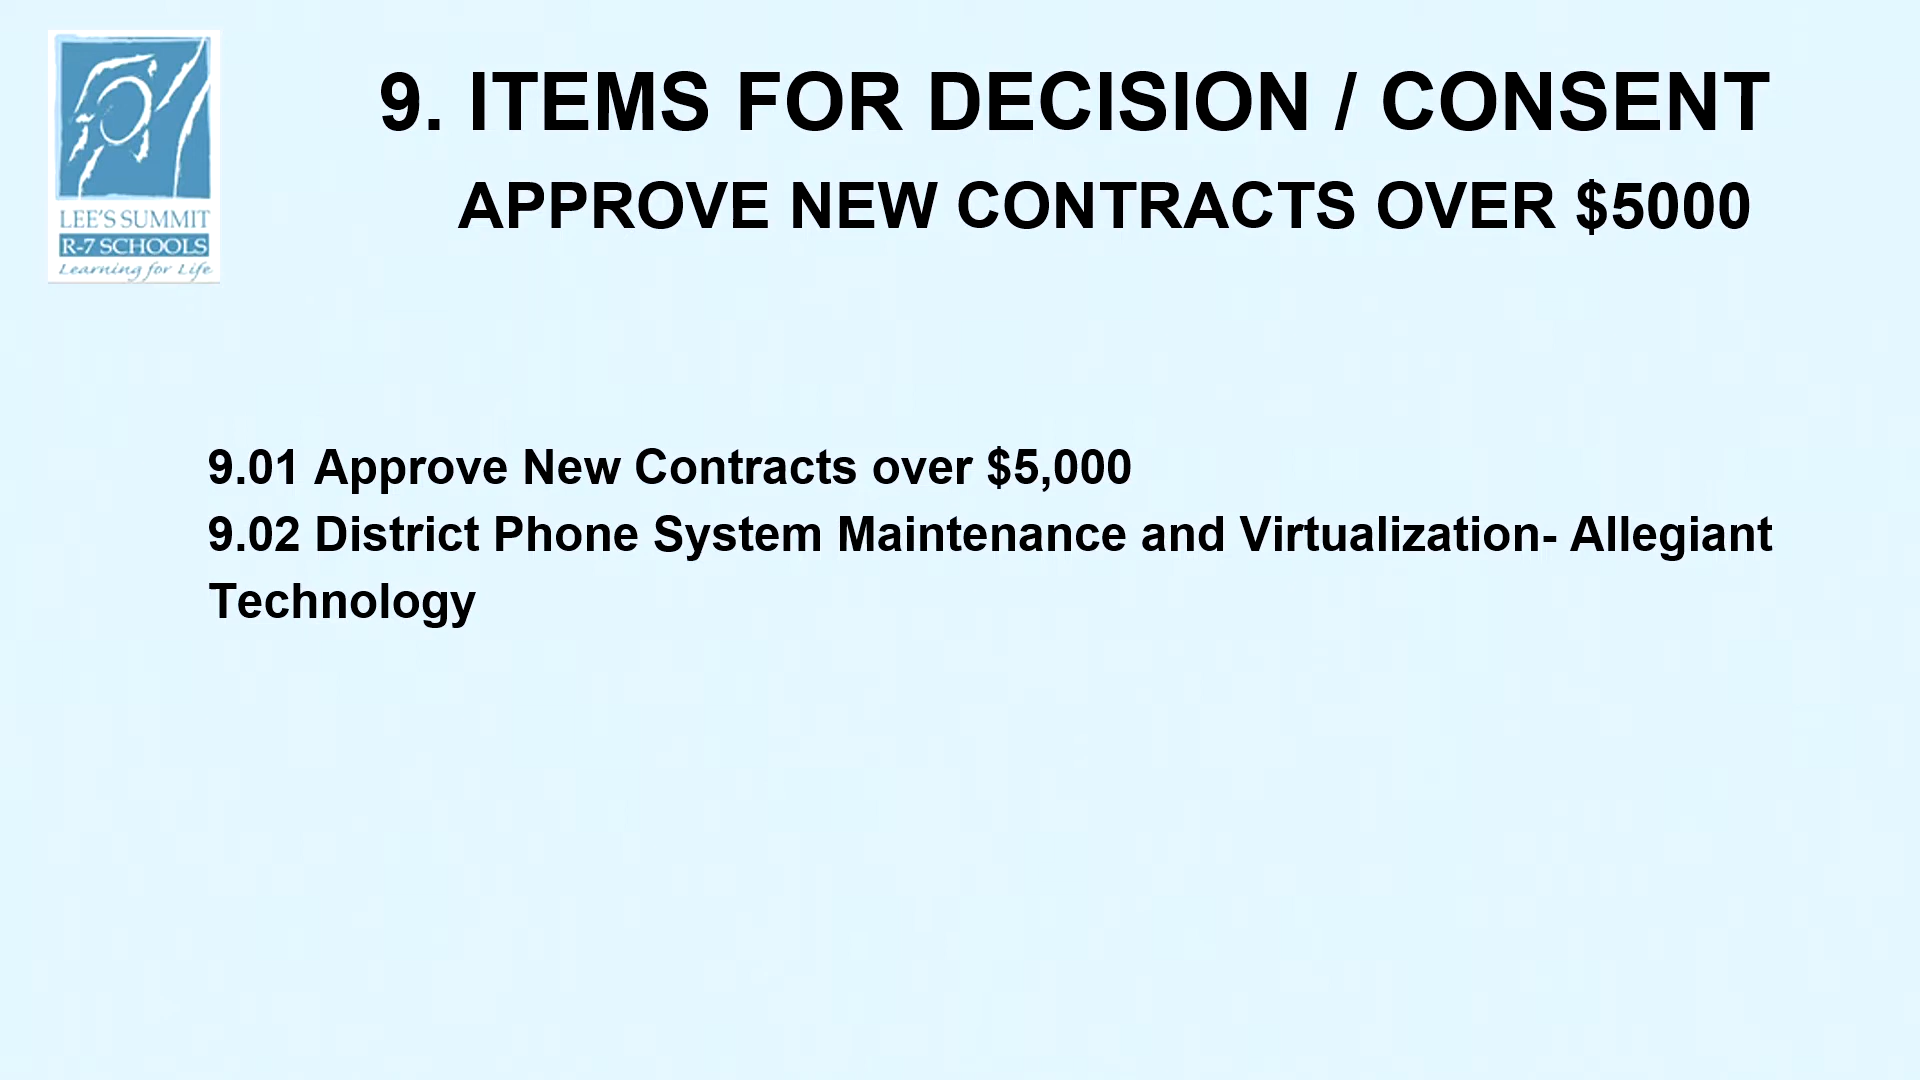 LEE'S SUMMIT
R-7 SCHOOLS
Learning for Life
9. ITEMS FOR DECISION / CONSENT
APPROVE NEW CONTRACTS OVER $5000
9.01 Approve New Contracts over $5,000
9.02 District Phone System Maintenance and Virtualization- Allegiant
Technology